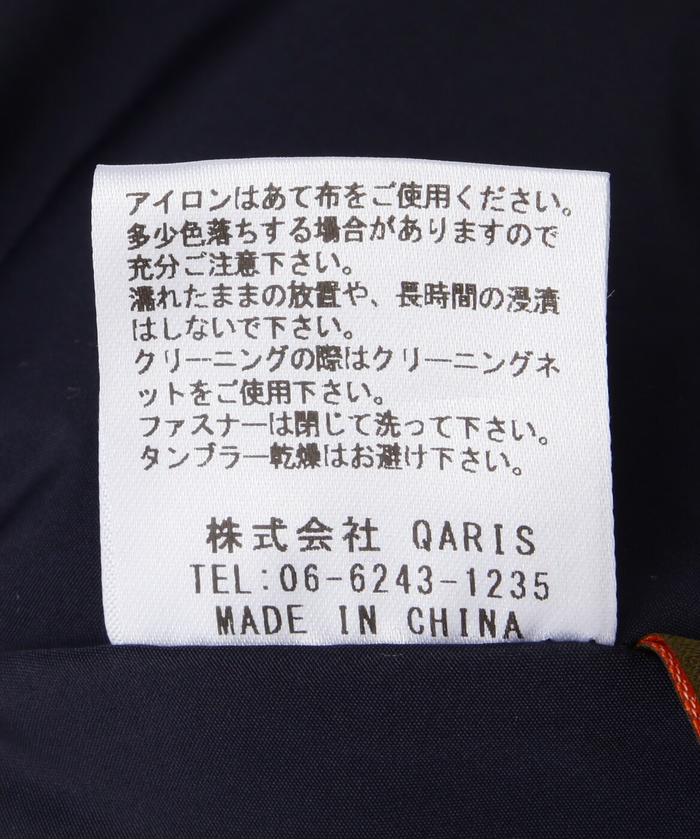 アイロンはあて布をご使用ください。
多少色落ちする場合がありますので
充分ご注意下さい。
濡れたままの放置や、長時間の浸漬
はしないで下さい。
クリーニングの際はクリーニングネ
ットをご使用下さい。
ファスナーは閉じて洗って下さい。
タンブラー乾燥はお避け下さい。
株式会社 QARIS
TEL:06-6243-1235
MADE IN CHINA